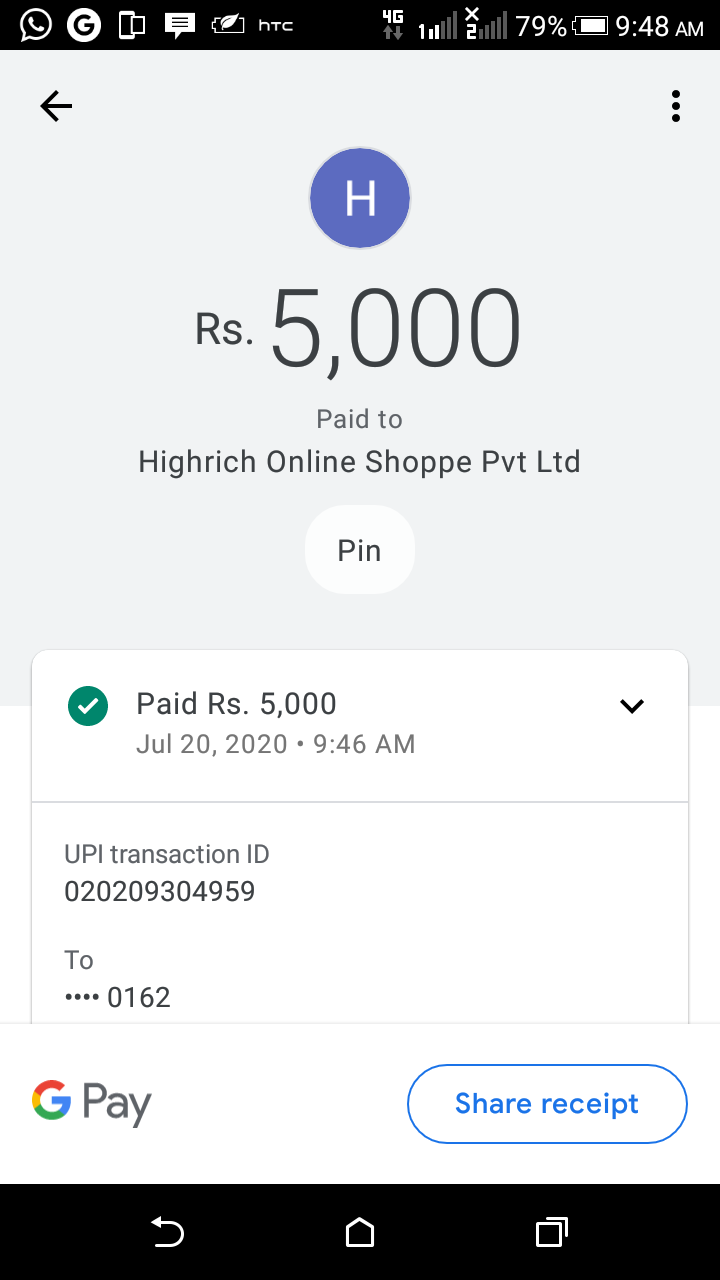 hTC 4G 1 2 79% 9:48 AM
H
Rs. 5,000
Paid to
Highrich Online Shoppe Pvt Ltd
Pin
Paid Rs. 5,000
Jul 20, 2020 • 9:46 AM
UPI transaction ID
020209304959
To
•••• 0162
G Pay
Share receipt